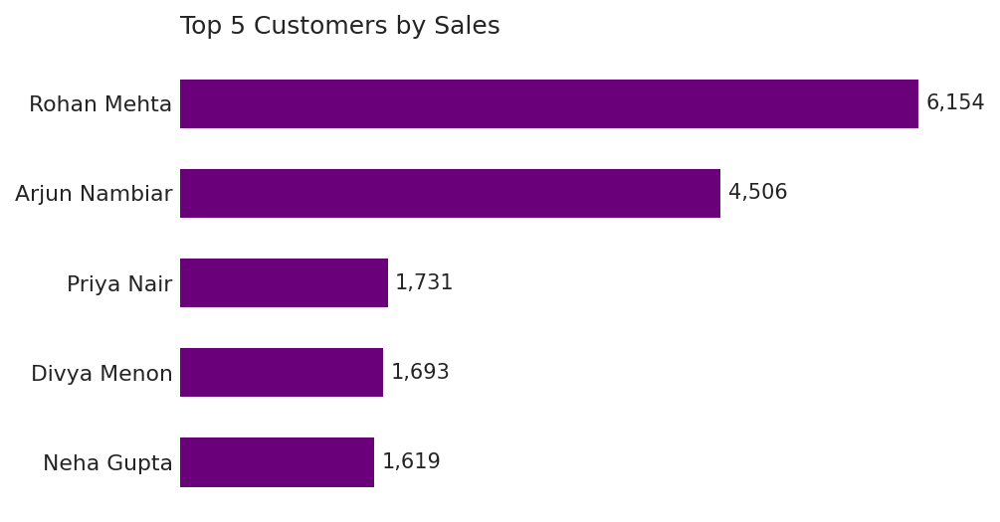 Top 5 Customers by Sales
Rohan Mehta 6,154
Arjun Nambiar 4,506
Priya Nair 1,731
Divya Menon 1,693
Neha Gupta 1,619